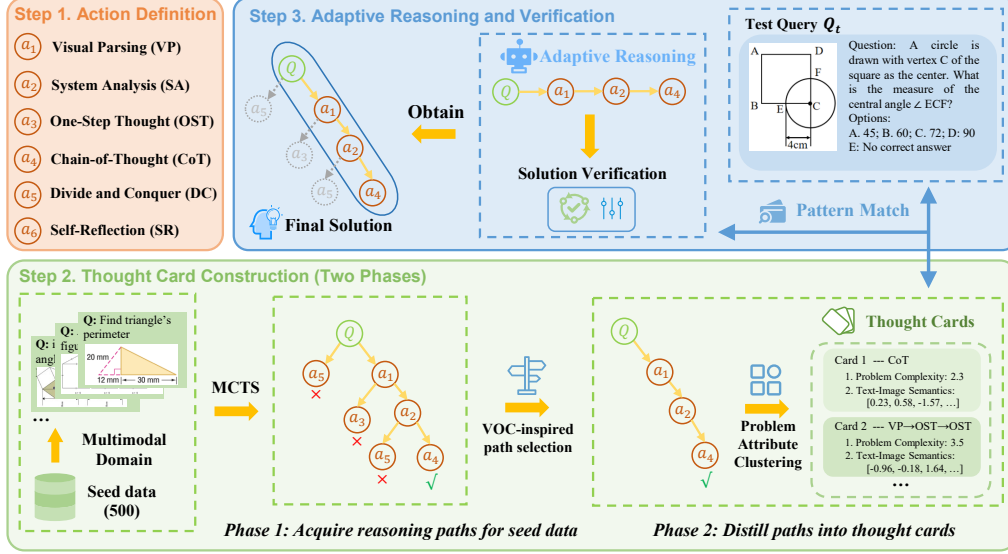 Step 1. Action Definition
a1 Visual Parsing (VP)
a2 System Analysis (SA)
a3 One-Step Thought (OST)
a4 Chain-of-Thought (CoT)
a5 Divide and Conquer (DC)
a6 Self-Reflection (SR)
Step 3. Adaptive Reasoning and Verification
Q
a5
a1
a3
a2
a5
a4
Final Solution
Obtain
Adaptive Reasoning
Q a1 a2 a4
Solution Verification
Test Query Qt
A D
F
B E C
4cm
Question: A circle is
drawn with vertex C of the
square as the center. What
is the measure of the
central angle ∠ ECF?
Options:
A. 45; B. 60; C. 72; D: 90
E: No correct answer
Pattern Match
Step 2. Thought Card Construction (Two Phases)
Q: Find triangle's
perimeter
Q:
figu
Q: i
angl
20 mm
12 mm 30 mm
...
Multimodal
Domain
Seed data
(500)
MCTS
Q
a5 a1
×
a3 a2
×
a5 a4
× √
VOC-inspired
path selection
Phase 1: Acquire reasoning paths for seed data
Q
a1
a2
a4
√
Problem
Attribute
Clustering
Thought Cards
Card 1 --- CoT
1. Problem Complexity: 2.3
2. Text-Image Semantics:
[0.23, 0.58, -1.57, ...]
Card 2 --- VP→OST→OST
1. Problem Complexity: 3.5
2. Text-Image Semantics:
[-0.96, -0.18, 1.64, ...]
...
Phase 2: Distill paths into thought cards